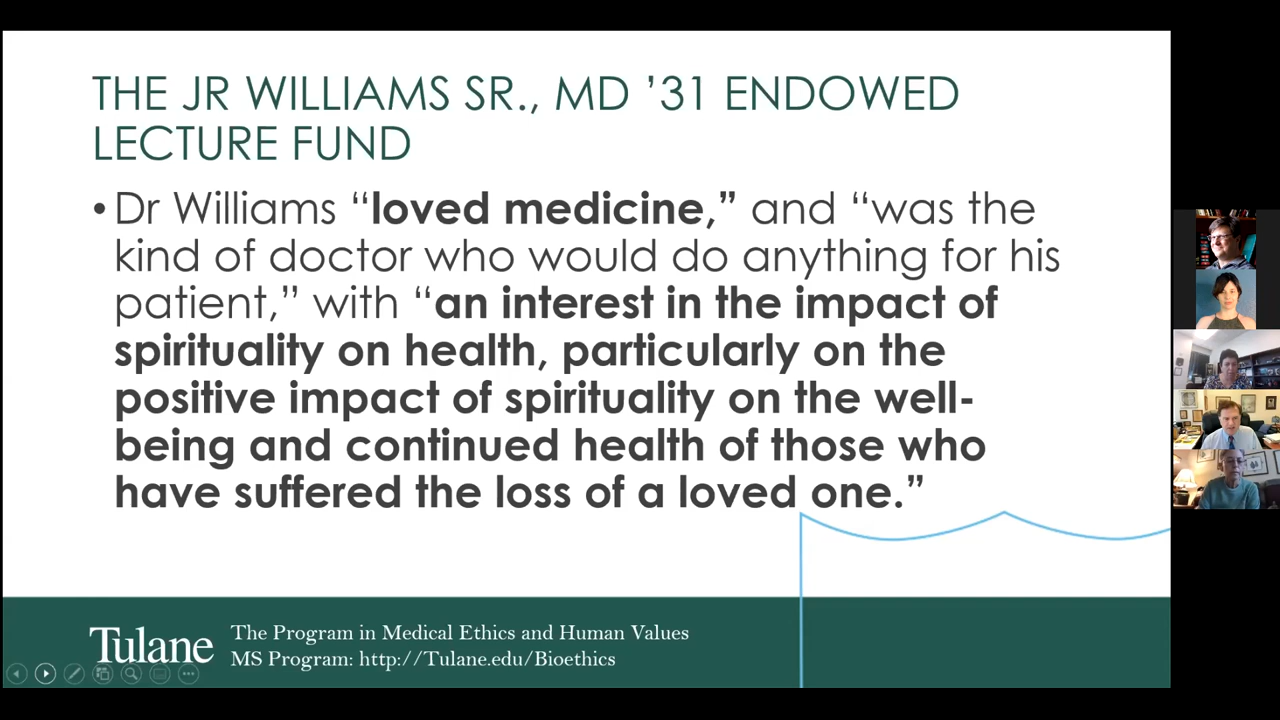 THE JR WILLIAMS SR., MD ’31 ENDOWED
LECTURE FUND
• Dr Williams “loved medicine,” and “was the
kind of doctor who would do anything for his
patient,” with “an interest in the impact of
spirituality on health, particularly on the
positive impact of spirituality on the well-
being and continued health of those who
have suffered the loss of a loved one.”
Tulane
The Program in Medical Ethics and Human Values
MS Program: http://Tulane.edu/Bioethics